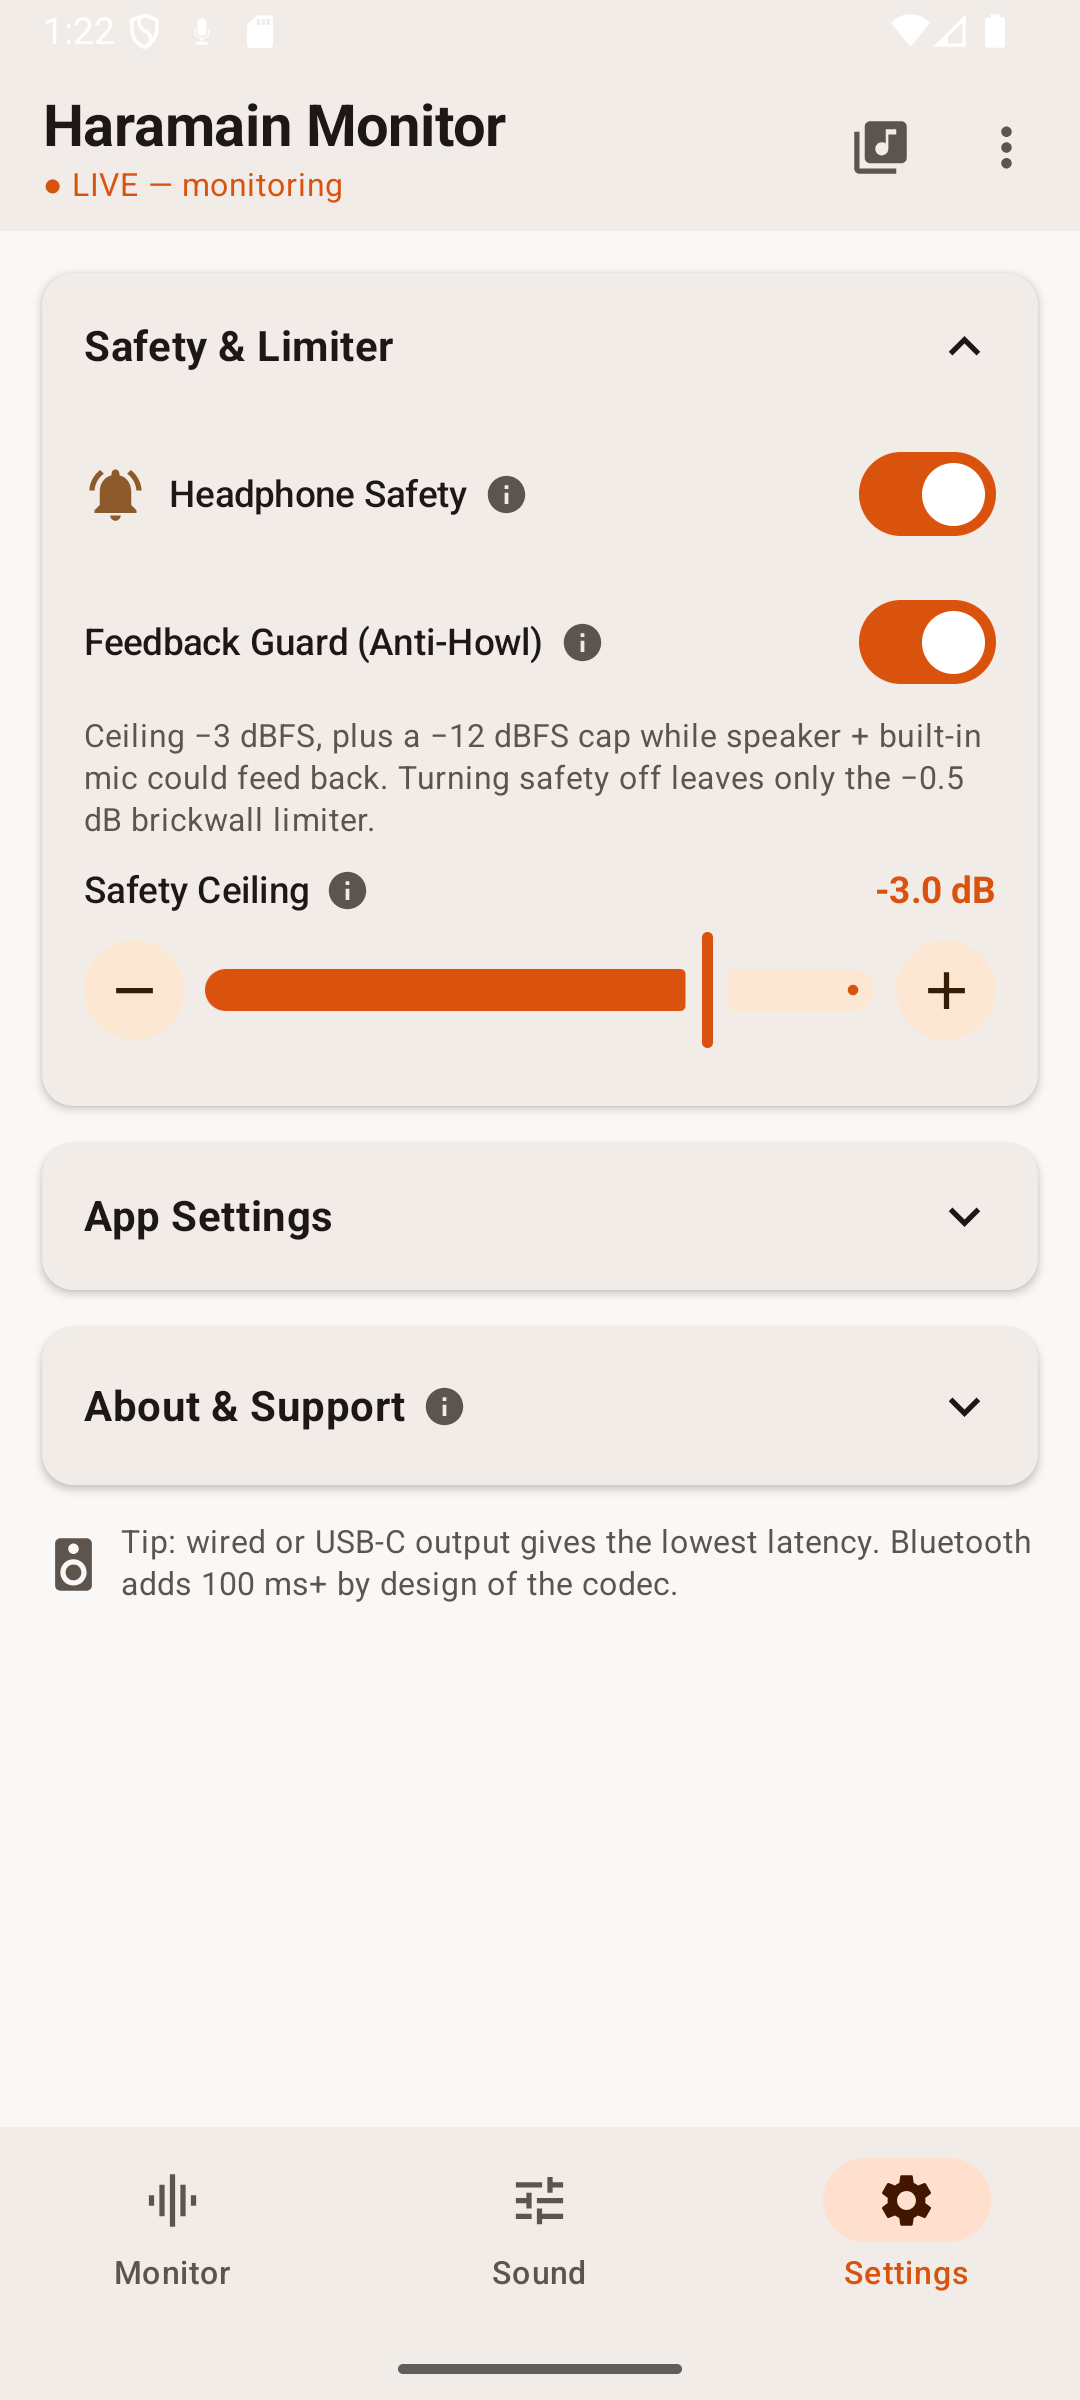 1:22
Haramain Monitor
● LIVE — monitoring
Safety & Limiter
Headphone Safety
Feedback Guard (Anti-Howl)
Ceiling −3 dBFS, plus a −12 dBFS cap while speaker + built-in
mic could feed back. Turning safety off leaves only the −0.5
dB brickwall limiter.
Safety Ceiling
-3.0 dB
App Settings
About & Support
Tip: wired or USB-C output gives the lowest latency. Bluetooth
adds 100 ms+ by design of the codec.
Monitor
Sound
Settings